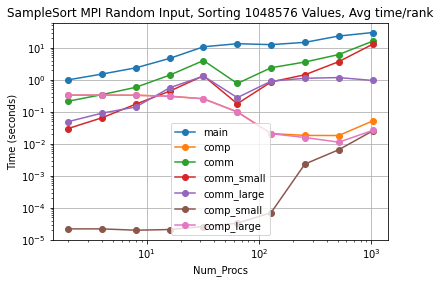 SampleSort MPI Random Input, Sorting 1048576 Values, Avg time/rank
Time (seconds)
10¹
10⁰
10⁻¹
10⁻²
10⁻³
10⁻⁴
10⁻⁵
main
comp
comm
comm_small
comm_large
comp_small
comp_large
10¹
10²
10³
Num_Procs